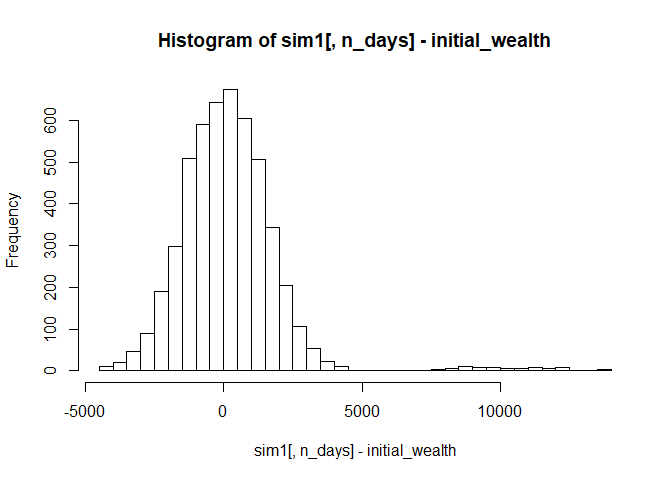 Histogram of sim1[, n_days] - initial_wealth
Frequency
600
500
400
300
200
100
0
-5000 0 5000 10000
sim1[, n_days] - initial_wealth